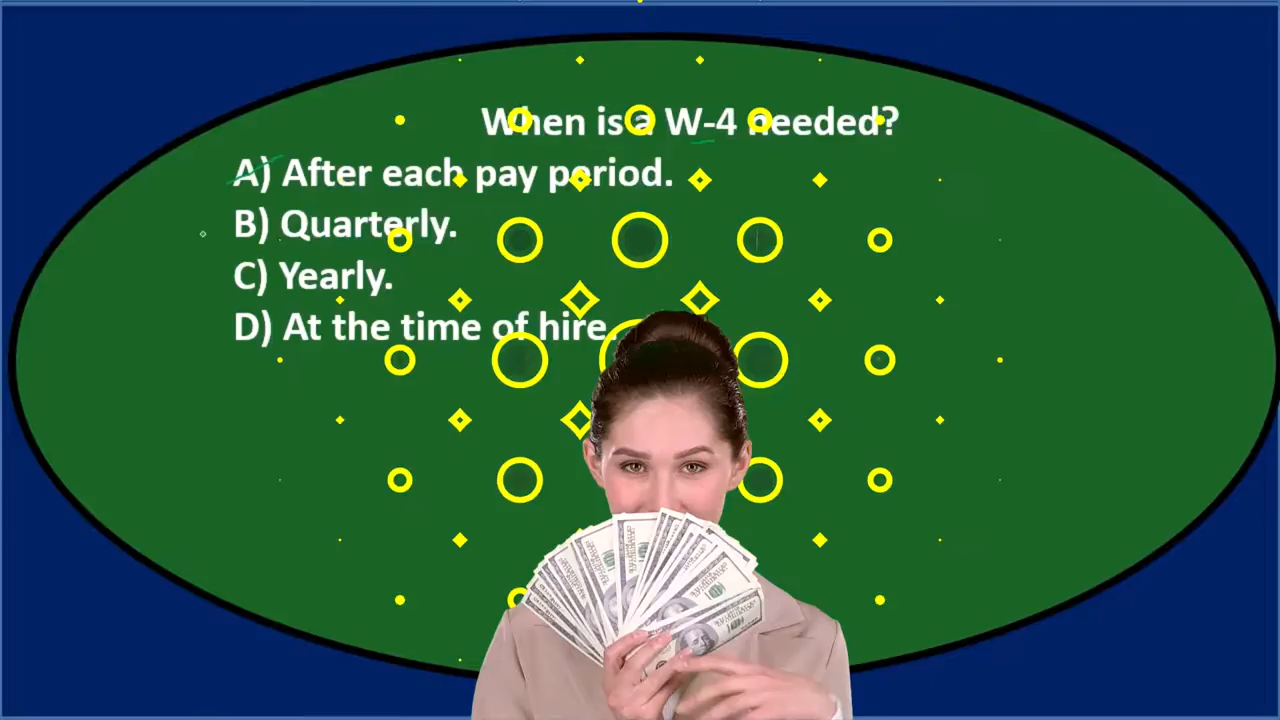 When is a W-4 needed?
A) After each pay period.
B) Quarterly.
C) Yearly.
D) At the time of hire.